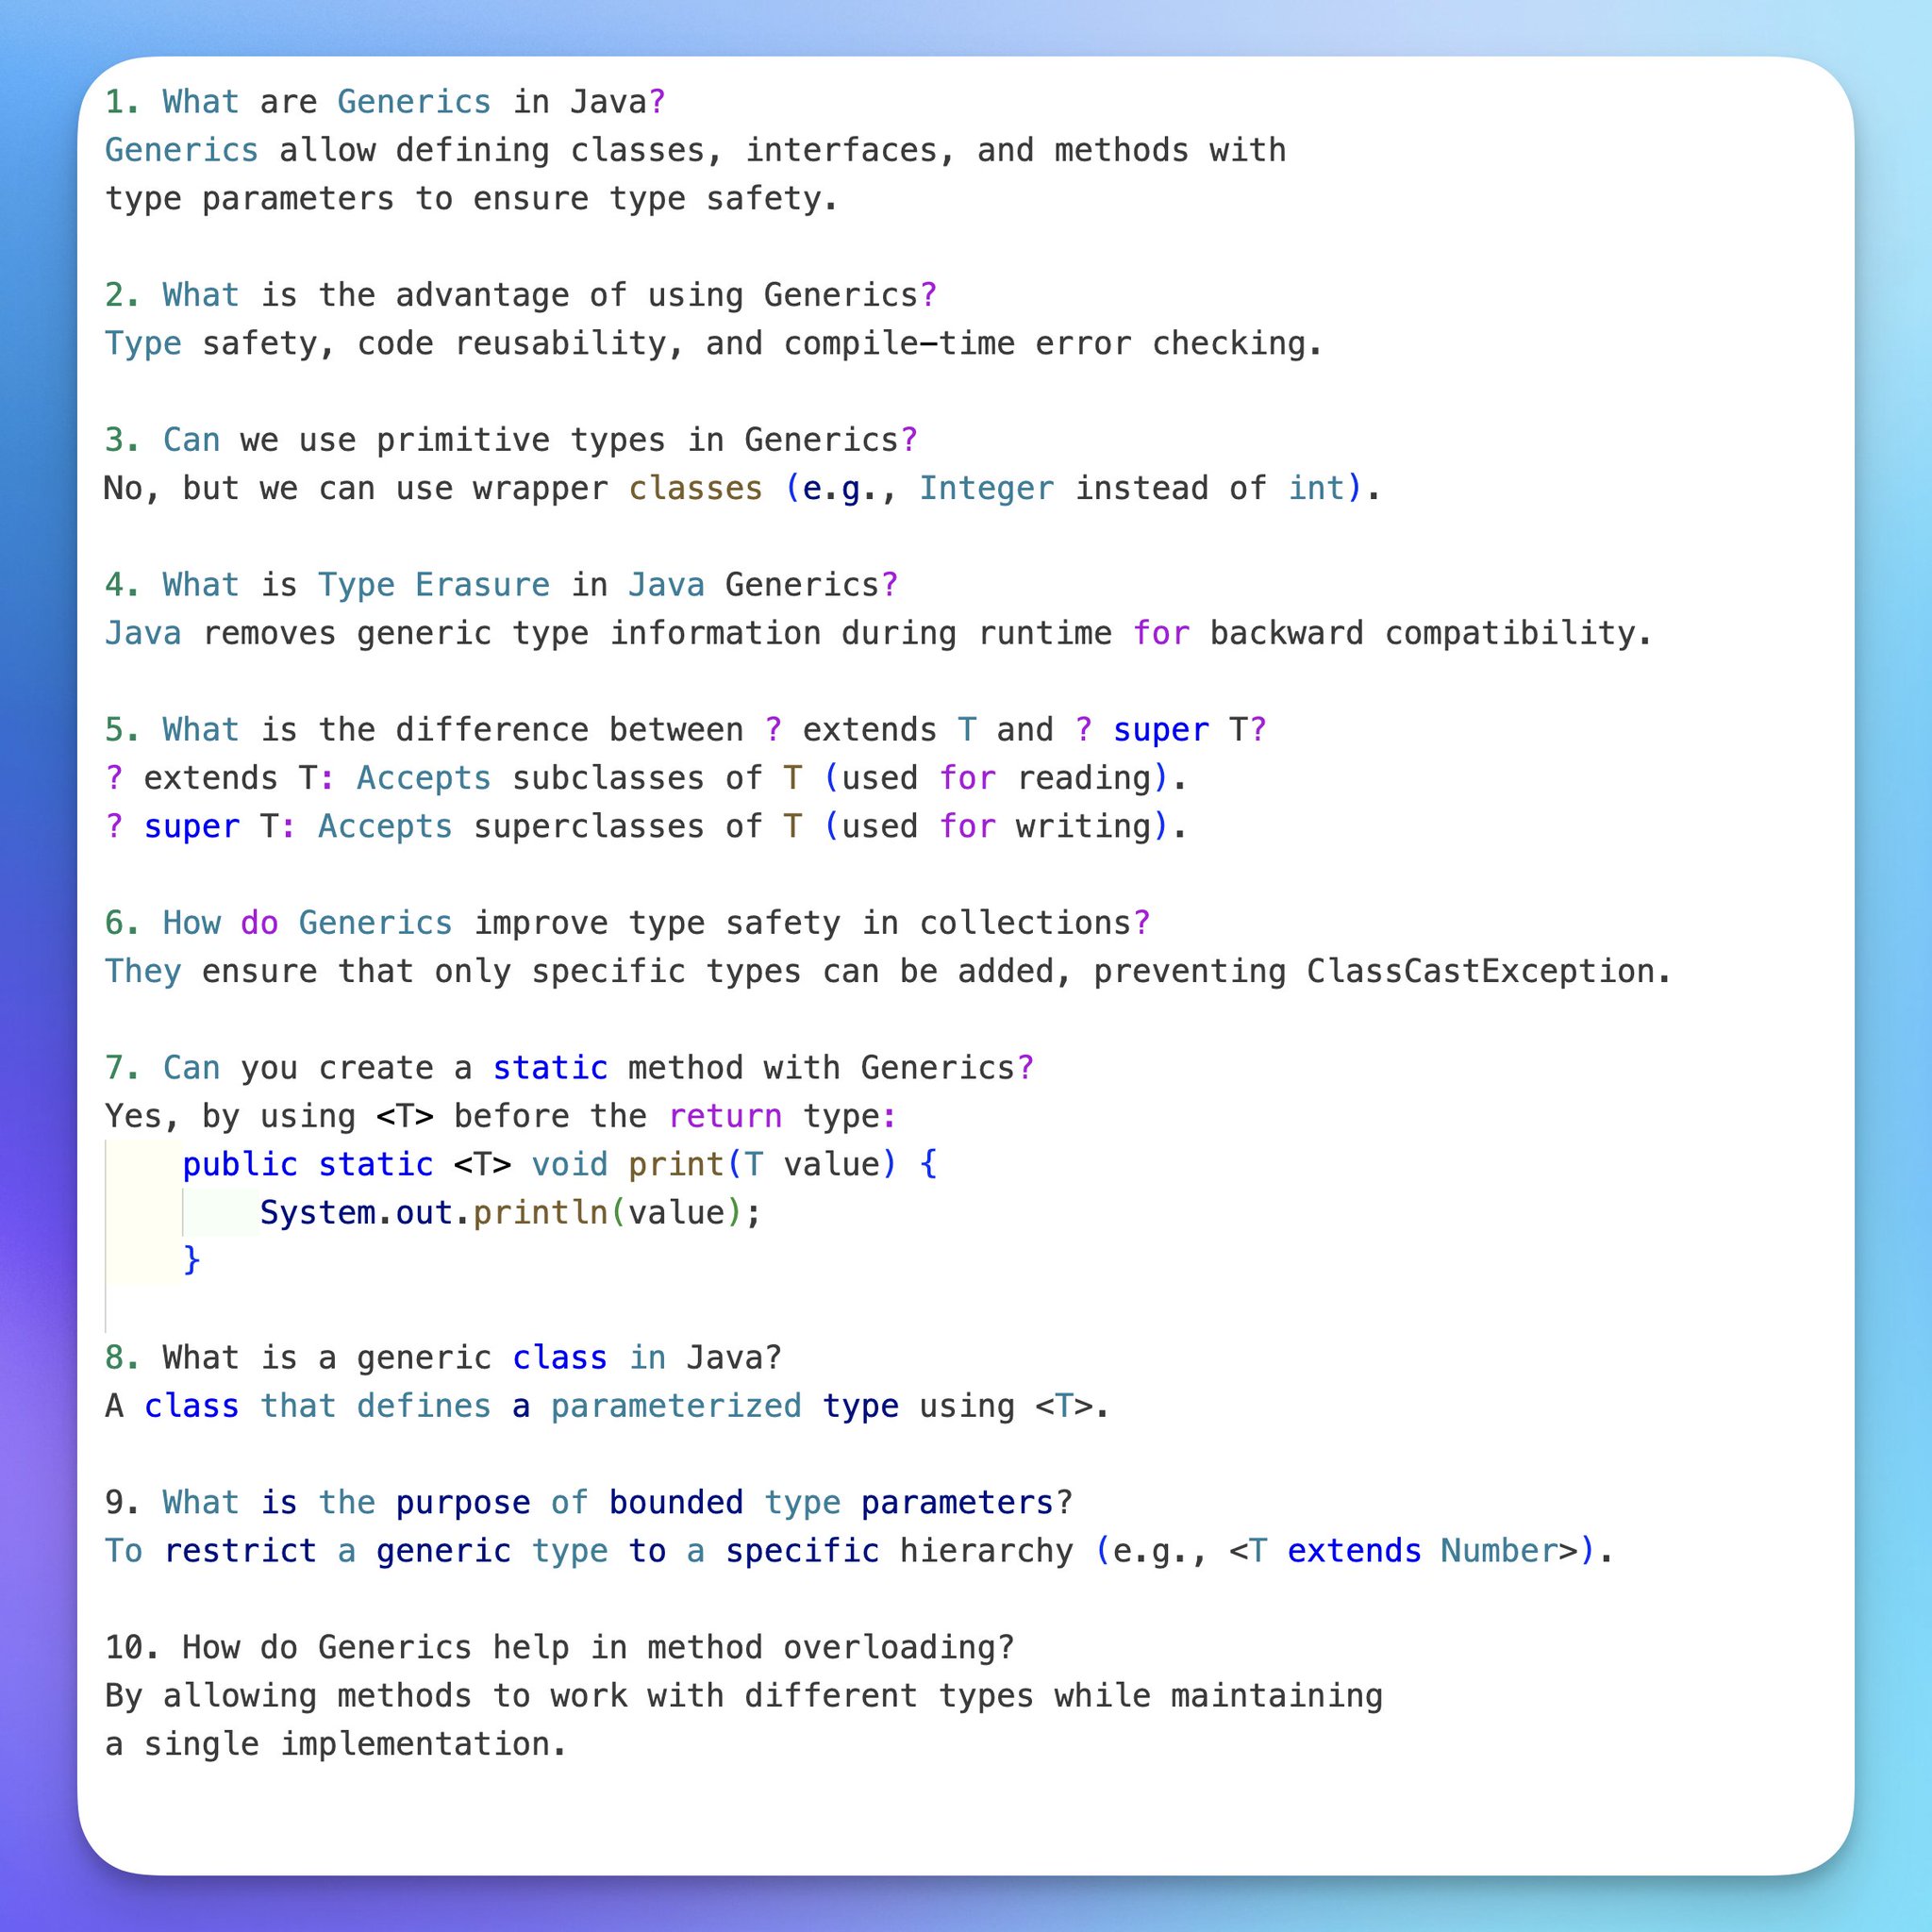 1. What are Generics in Java?
Generics allow defining classes, interfaces, and methods with
type parameters to ensure type safety.
2. What is the advantage of using Generics?
Type safety, code reusability, and compile-time error checking.
3. Can we use primitive types in Generics?
No, but we can use wrapper classes (e.g., Integer instead of int).
4. What is Type Erasure in Java Generics?
Java removes generic type information during runtime for backward compatibility.
5. What is the difference between ? extends T and ? super T?
? extends T: Accepts subclasses of T (used for reading).
? super T: Accepts superclasses of T (used for writing).
6. How do Generics improve type safety in collections?
They ensure that only specific types can be added, preventing ClassCastException.
7. Can you create a static method with Generics?
Yes, by using <T> before the return type:
public static <T> void print(T value) {
System.out.println(value);
}
8. What is a generic class in Java?
A class that defines a parameterized type using <T>.
9. What is the purpose of bounded type parameters?
To restrict a generic type to a specific hierarchy (e.g., <T extends Number>).
10. How do Generics help in method overloading?
By allowing methods to work with different types while maintaining
a single implementation.